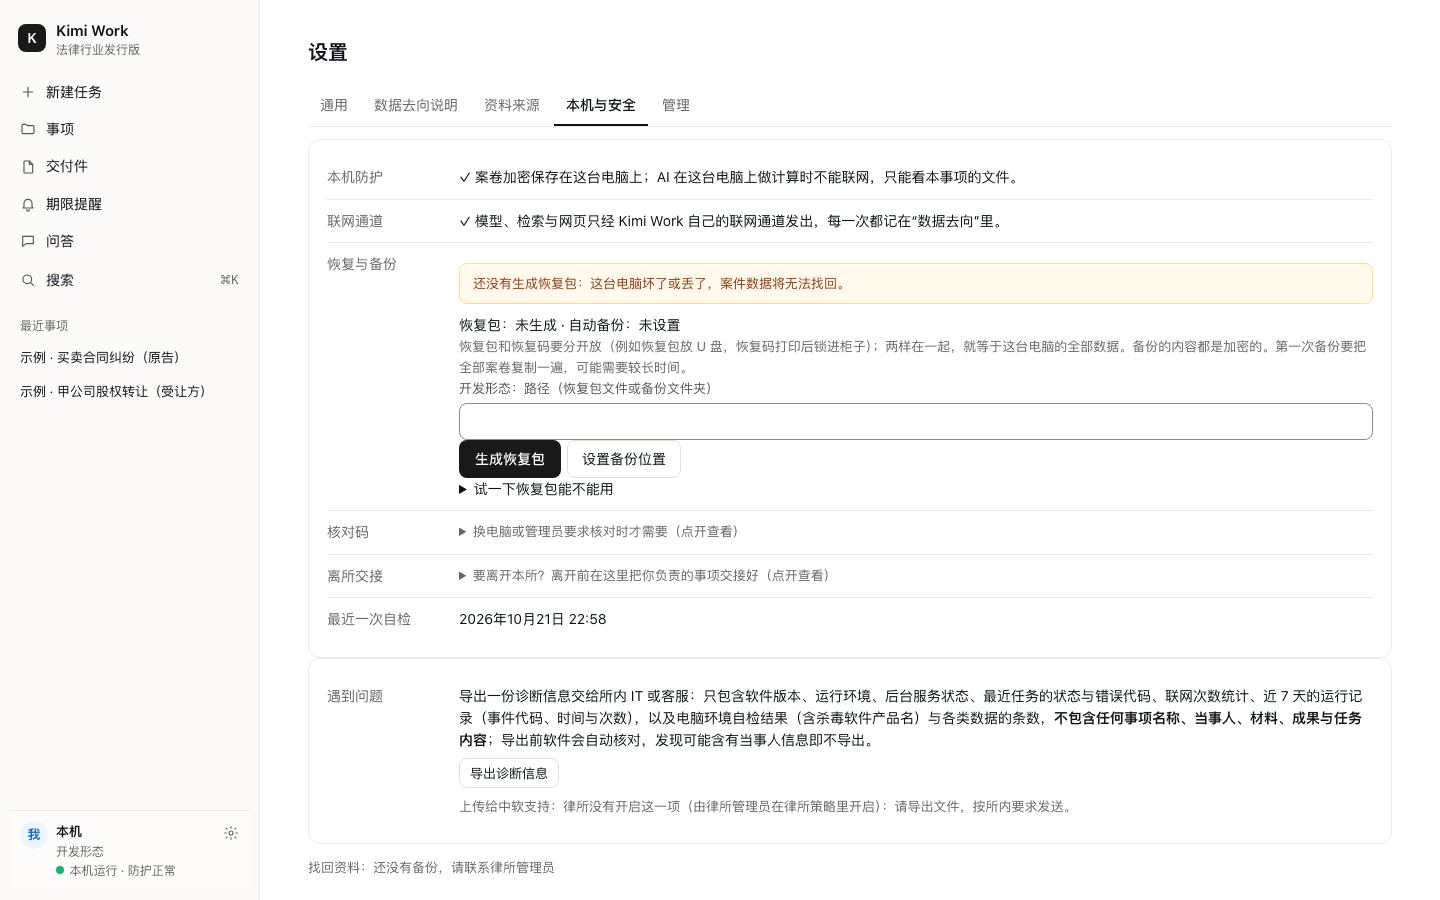 K
Kimi Work
法律行业发行版
新建任务
事项
交付件
期限提醒
问答
搜索 ⌘K
最近事项
示例 · 买卖合同纠纷（原告）
示例 · 甲公司股权转让（受让方）
我
本机
开发形态
本机运行 · 防护正常
设置
通用 数据去向说明 资料来源 本机与安全 管理
本机防护 ✓ 案卷加密保存在这台电脑上；AI 在这台电脑上做计算时不能联网，只能看本事项的文件。
联网通道 ✓ 模型、检索与网页只经 Kimi Work 自己的联网通道发出，每一次都记在“数据去向”里。
恢复与备份
还没有生成恢复包：这台电脑坏了或丢了，案件数据将无法找回。
恢复包：未生成 · 自动备份：未设置
恢复包和恢复码要分开放（例如恢复包放 U 盘，恢复码打印后锁进柜子）；两样在一起，就等于这台电脑的全部数据。备份的内容都是加密的。第一次备份要把
全部案卷复制一遍，可能需要较长时间。
开发形态：路径（恢复包文件或备份文件夹）
生成恢复包 设置备份位置
▶ 试一下恢复包能不能用
核对码 ▶ 换电脑或管理员要求核对时才需要（点开查看）
离所交接 ▶ 要离开本所？离开前在这里把你负责的事项交接好（点开查看）
最近一次自检 2026年10月21日 22:58
遇到问题 导出一份诊断信息交给所内 IT 或客服：只包含软件版本、运行环境、后台服务状态、最近任务的状态与错误代码、联网次数统计、近 7 天的运行记
录（事件代码、时间与次数），以及电脑环境自检结果（含杀毒软件产品名）与各类数据的条数，不包含任何事项名称、当事人、材料、成果与任务
内容；导出前软件会自动核对，发现可能含有当事人信息即不导出。
导出诊断信息
上传给中软支持：律所没有开启这一项（由律所管理员在律所策略里开启）：请导出文件，按所内要求发送。
找回资料：还没有备份，请联系律所管理员